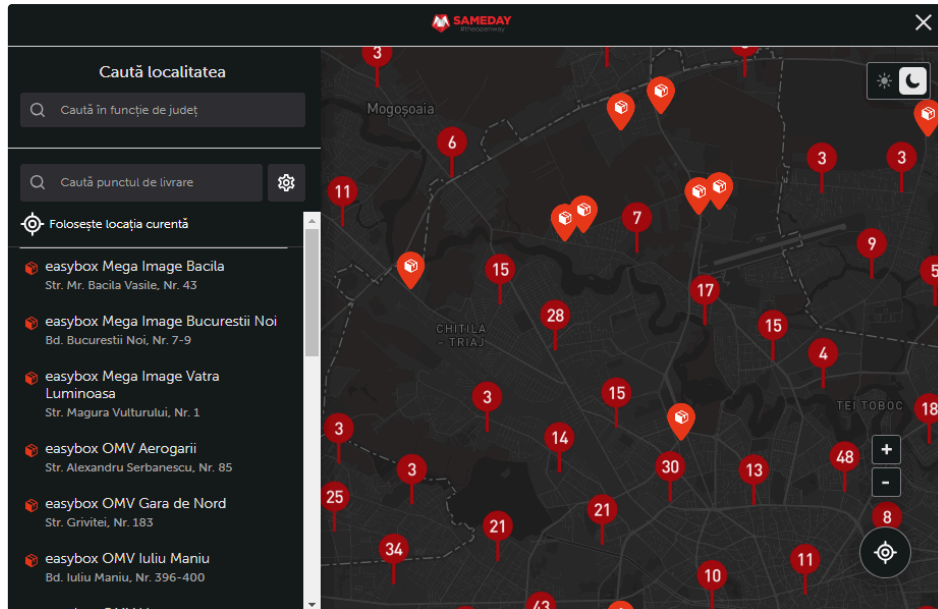 SAMEDAY
#theopenway
Caută localitatea
Caută în funcție de județ
Caută punctul de livrare
Folosește locația curentă
easybox Mega Image Bacila
Str. Mr. Bacila Vasile, Nr. 43
easybox Mega Image Bucurestii Noi
Bd. Bucurestii Noi, Nr. 7-9
easybox Mega Image Vatra
Luminoasa
Str. Magura Vulturului, Nr. 1
easybox OMV Aerogarii
Str. Alexandru Serbanescu, Nr. 85
easybox OMV Gara de Nord
Str. Grivitei, Nr. 183
easybox OMV Iuliu Maniu
Bd. Iuliu Maniu, Nr. 396-400
3
Mogoșoaia
6
3
3
11
7
9
15
5
17
28
15
CHITILA
- TRIAJ
4
3
15
TEI TOBOC
18
3
14
48
+
3
30
13
-
25
21
21
8
34
11
10
43